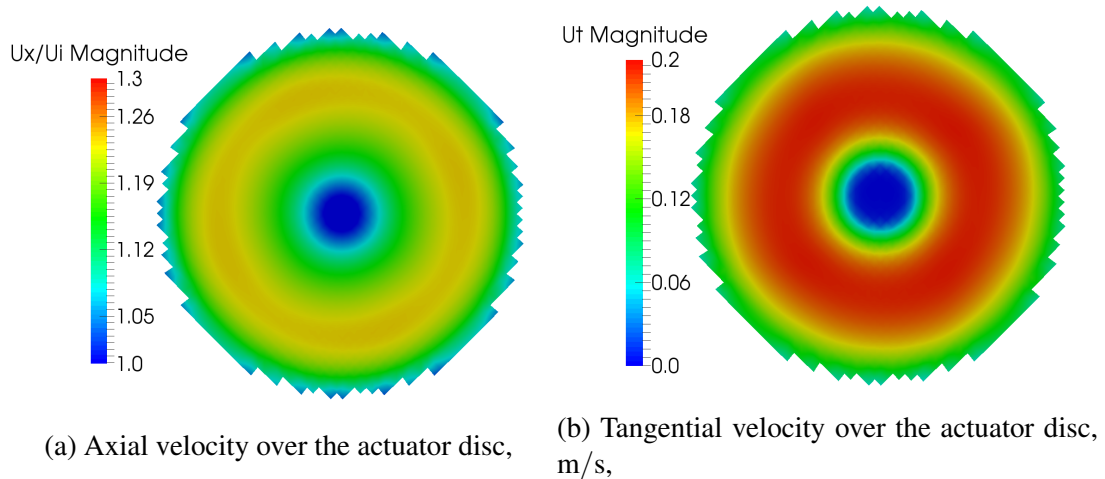 Ux/Ui Magnitude
1.3
1.26
1.19
1.12
1.05
1.0
(a) Axial velocity over the actuator disc,
Ut Magnitude
0.2
0.18
0.12
0.06
0.0
(b) Tangential velocity over the actuator disc,
m/s,